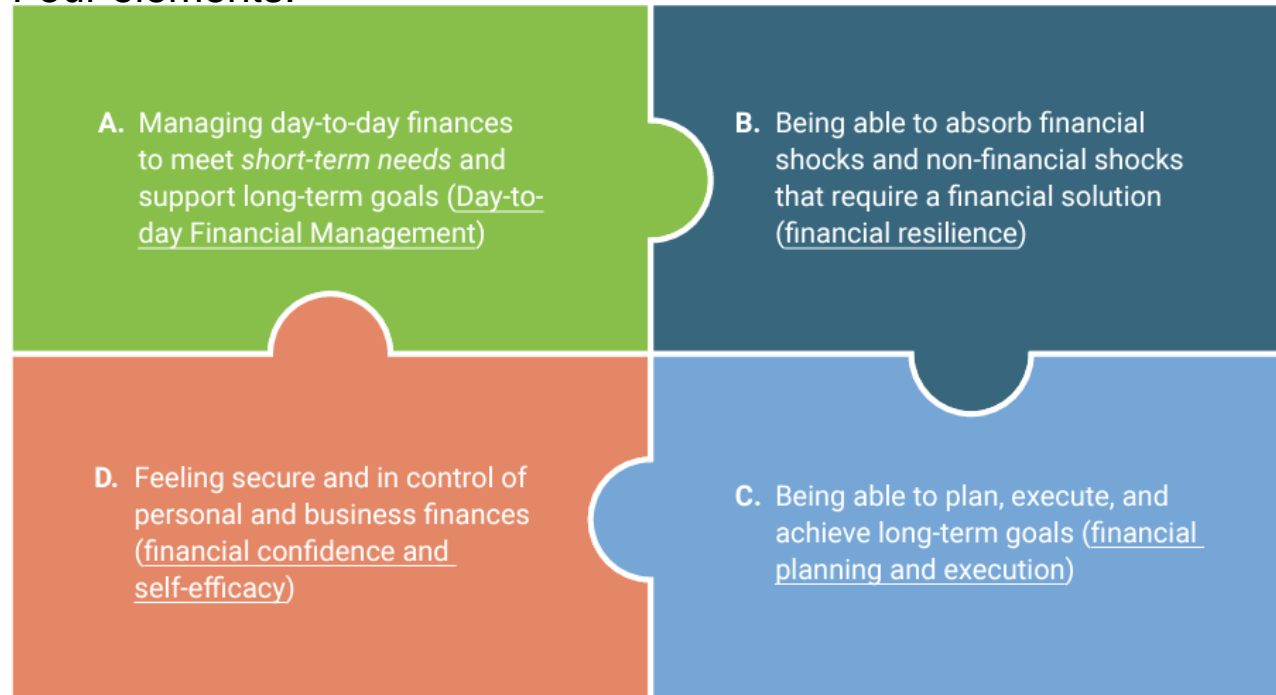 Four elements:
A. Managing day-to-day finances
to meet short-term needs and
support long-term goals (Day-to-
day Financial Management)
B. Being able to absorb financial
shocks and non-financial shocks
that require a financial solution
(financial resilience)
D. Feeling secure and in control of
personal and business finances
(financial confidence and
self-efficacy)
C. Being able to plan, execute, and
achieve long-term goals (financial
planning and execution)